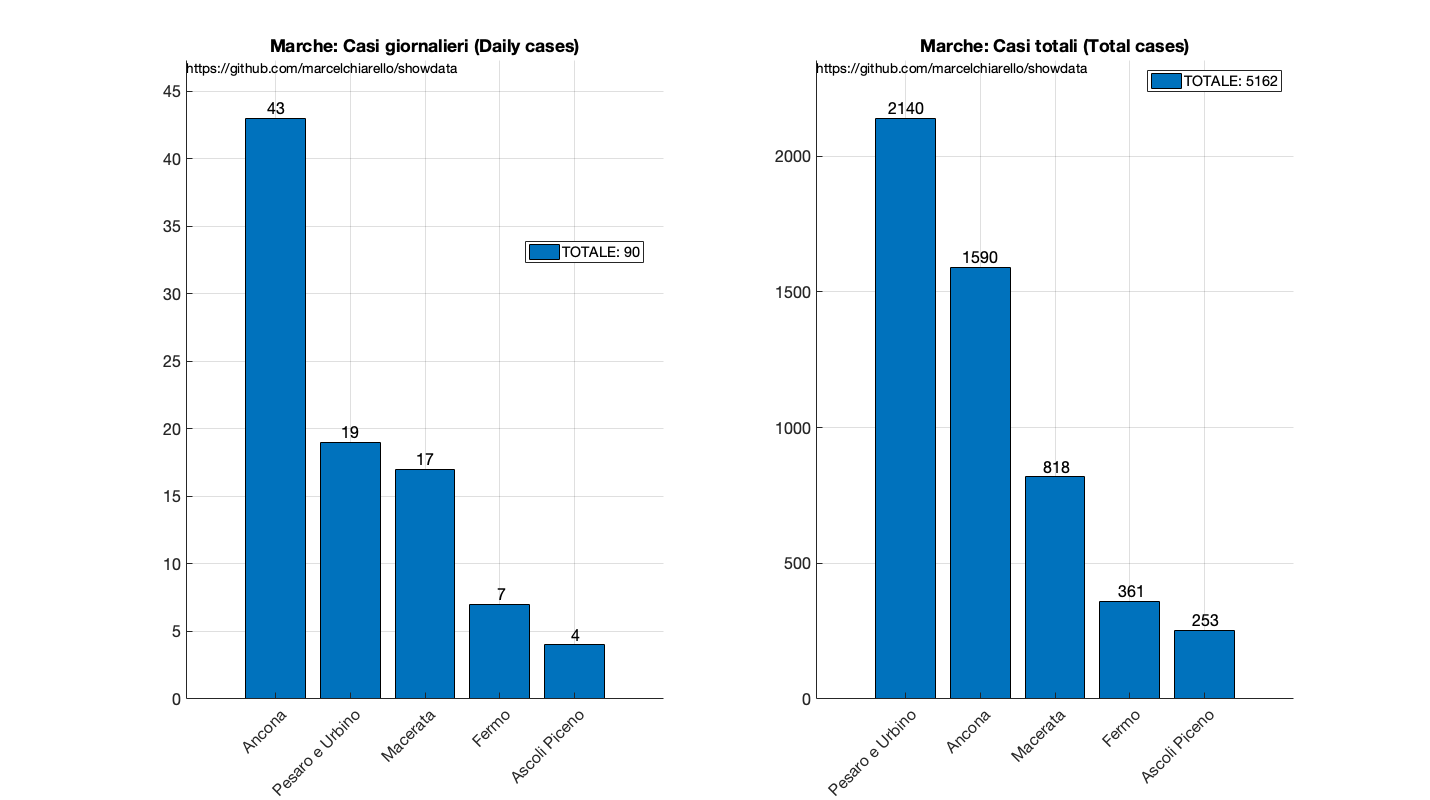 Marche: Casi giornalieri (Daily cases)
https://github.com/marcelchiarello/showdata
45
40
35
30
25
20
15
10
5
0
43
19
17
7
4
TOTALE: 90
Ancona
Pesaro e Urbino
Macerata
Fermo
Ascoli Piceno
Marche: Casi totali (Total cases)
https://github.com/marcelchiarello/showdata
TOTALE: 5162
2000
1500
1000
500
0
2140
1590
818
361
253
Pesaro e Urbino
Ancona
Macerata
Fermo
Ascoli Piceno